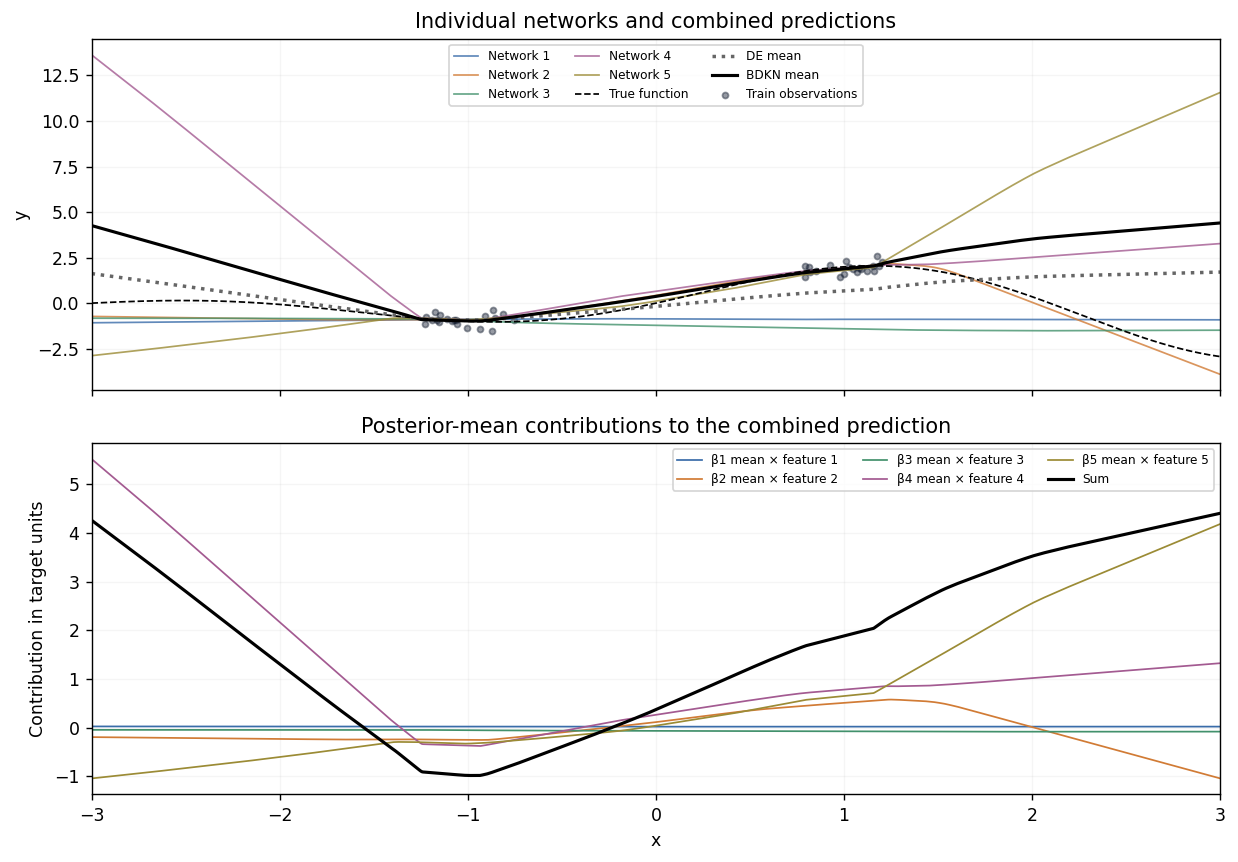 Individual networks and combined predictions
Network 1 Network 4 DE mean
Network 2 Network 5 BDKN mean
Network 3 True function Train observations
12.5
10.0
7.5
5.0
2.5
0.0
−2.5
y
Posterior-mean contributions to the combined prediction
β1 mean × feature 1 β3 mean × feature 3 β5 mean × feature 5
β2 mean × feature 2 β4 mean × feature 4 Sum
5
4
3
2
1
0
−1
Contribution in target units
−3 −2 −1 0 1 2 3
x